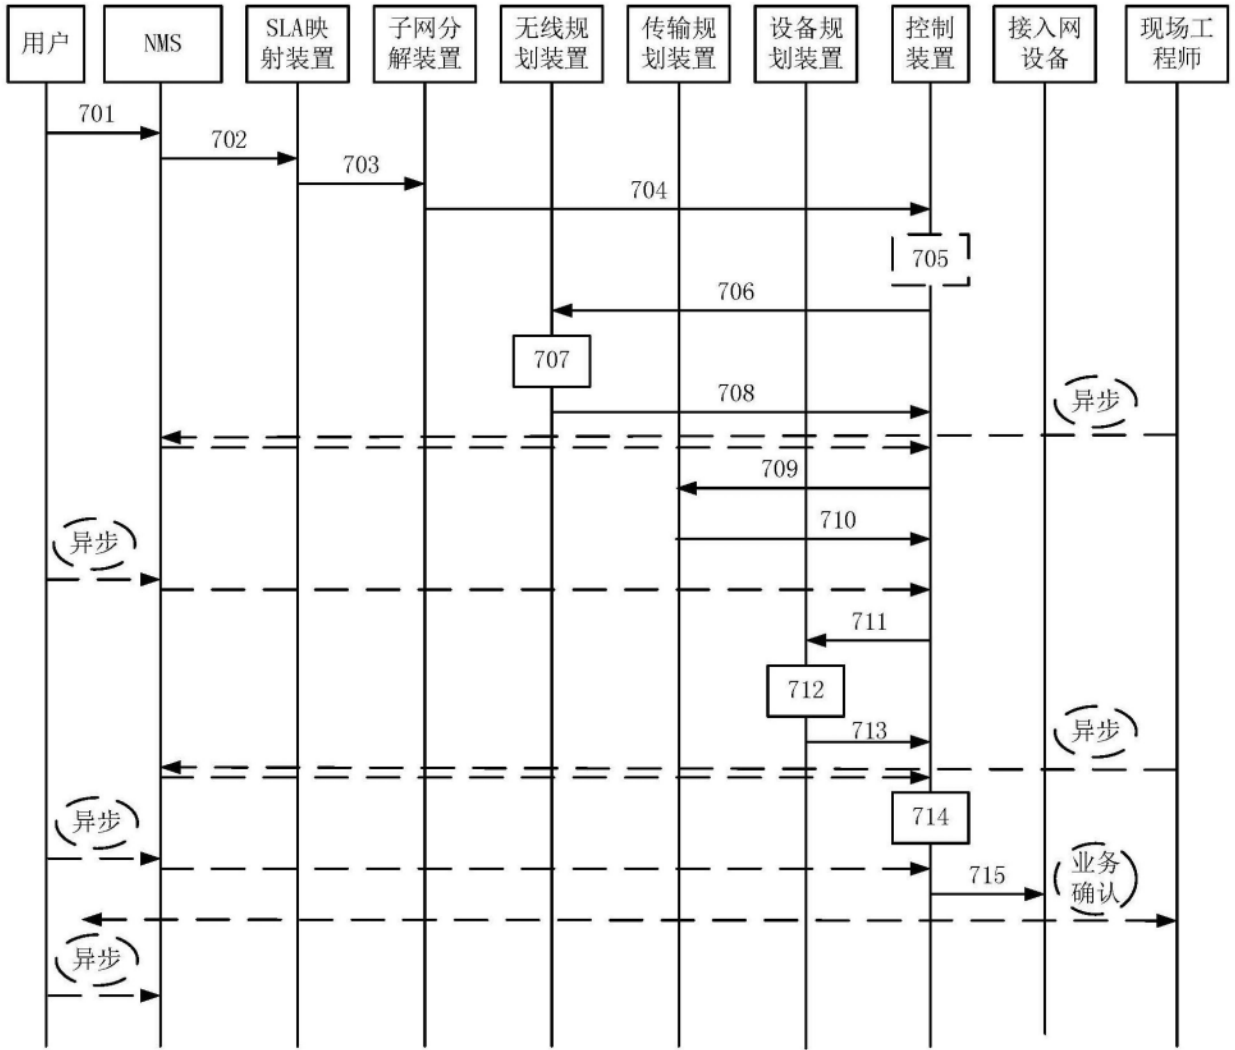 用户
NMS
SLA映
射装置
子网分
解装置
无线规
划装置
传输规
划装置
设备规
划装置
控制
装置
接入网
设备
现场工
程师
701
702
703
704
705
706
707
708
异步
709
710
异步
711
712
713
异步
714
异步
715
业务
确认
异步